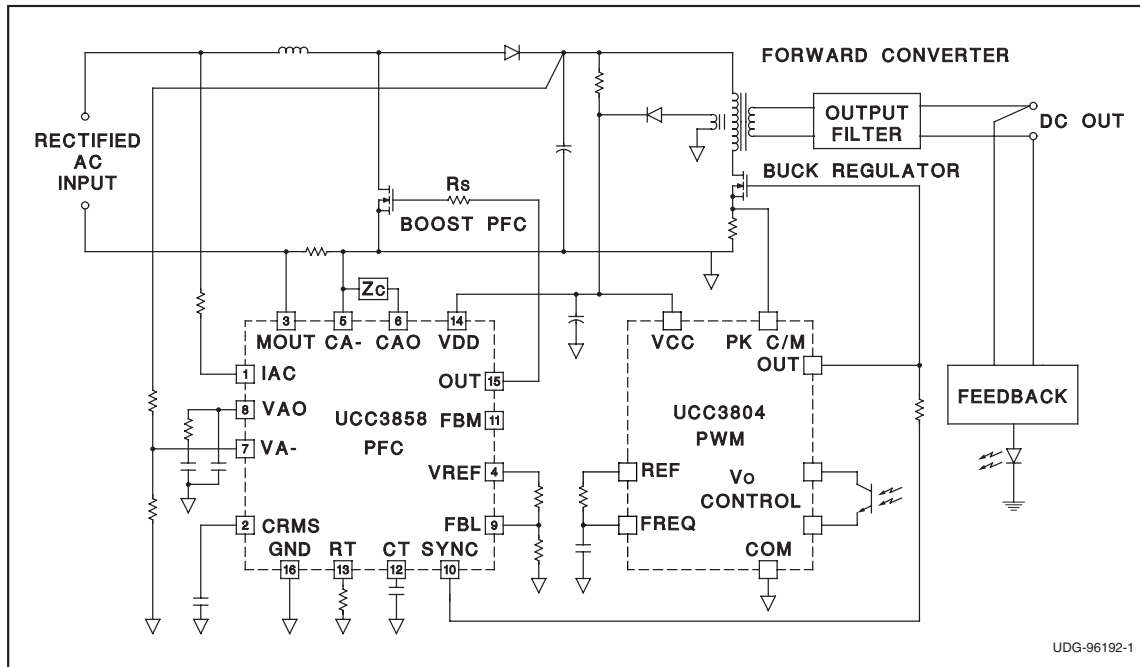 FORWARD CONVERTER
RECTIFIED
AC
INPUT
OUTPUT
FILTER
DC OUT
BUCK REGULATOR
Rs
BOOST PFC
Zc
3
5
6
14
MOUT
CA-
CAO
VDD
VCC
PK C/M
1
IAC
OUT
15
OUT
8
VAO
UCC3858
PFC
FBM
11
UCC3804
PWM
FEEDBACK
7
VA-
VREF
4
REF
Vo
CONTROL
2
CRMS
FBL
9
FREQ
GND
RT
CT
SYNC
COM
16
13
12
10
UDG-96192-1